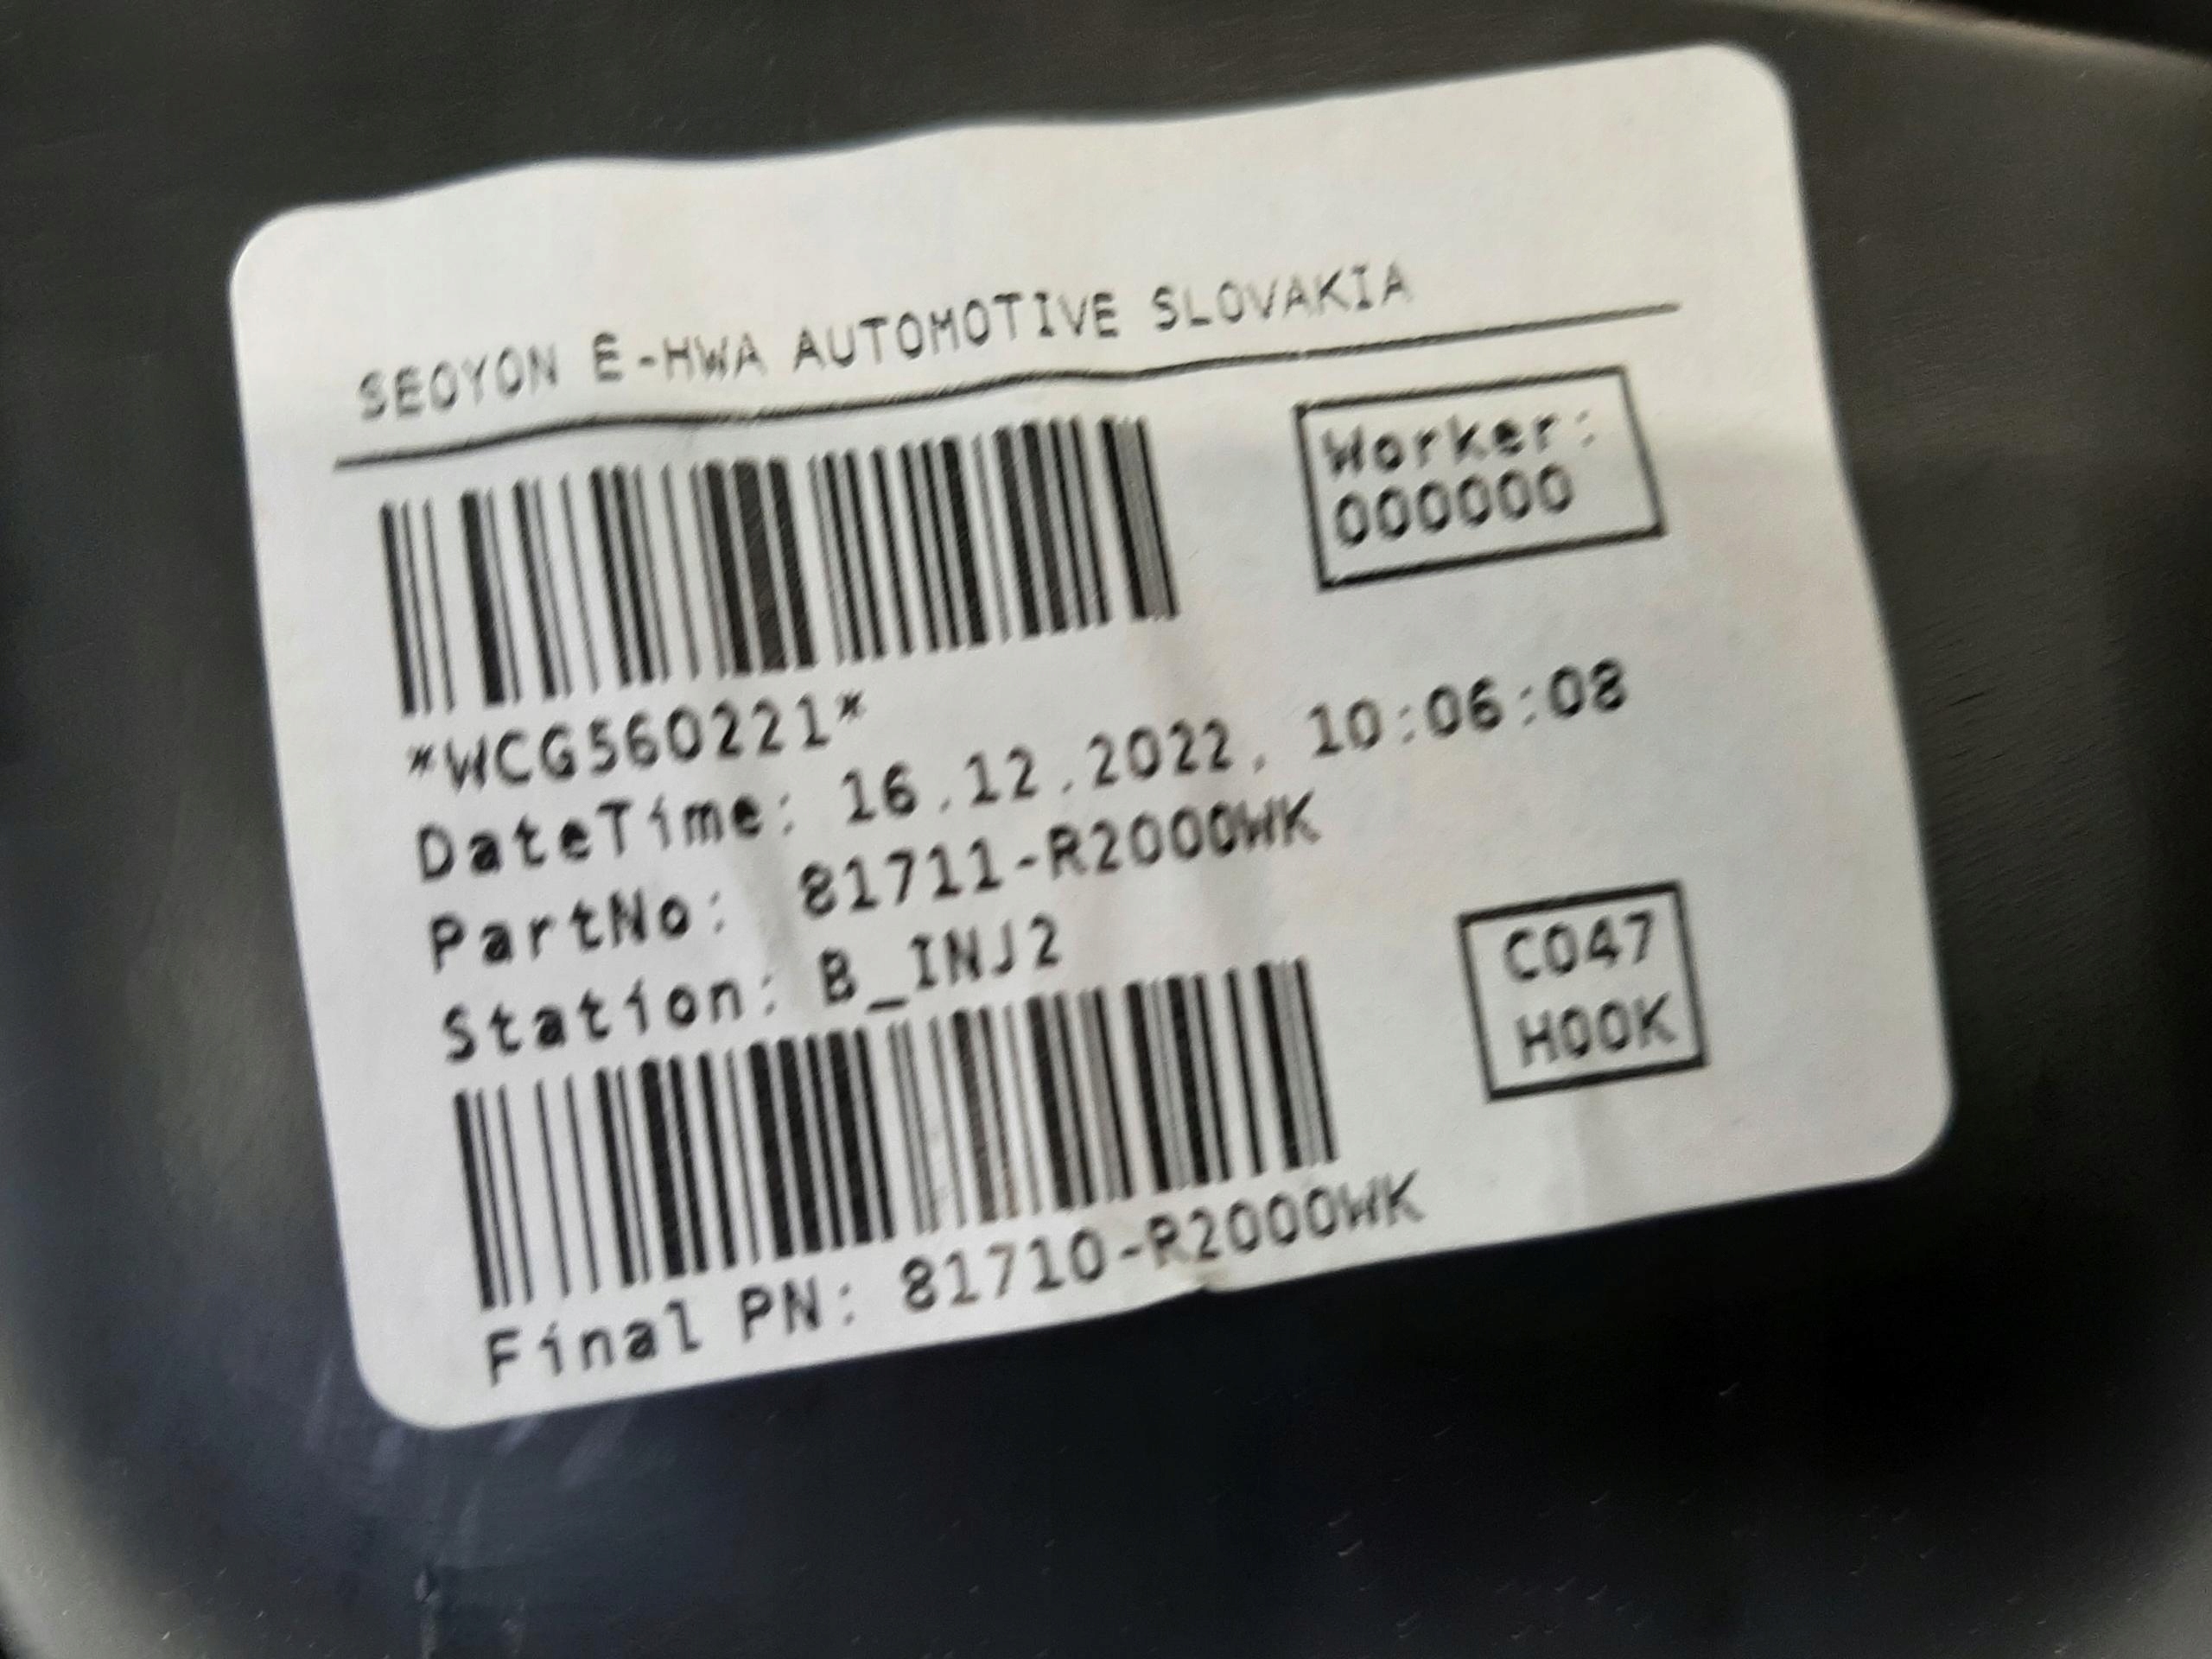 SEOYON E-HWA AUTOMOTIVE SLOVAKIA
Worker:
000000
*WCG560221*
DateTime: 16.12.2022, 10:06:08
PartNo: 81711-R2000WK
Station: B_INJ2
C047
HOOK
Final PN: 81710-R2000WK